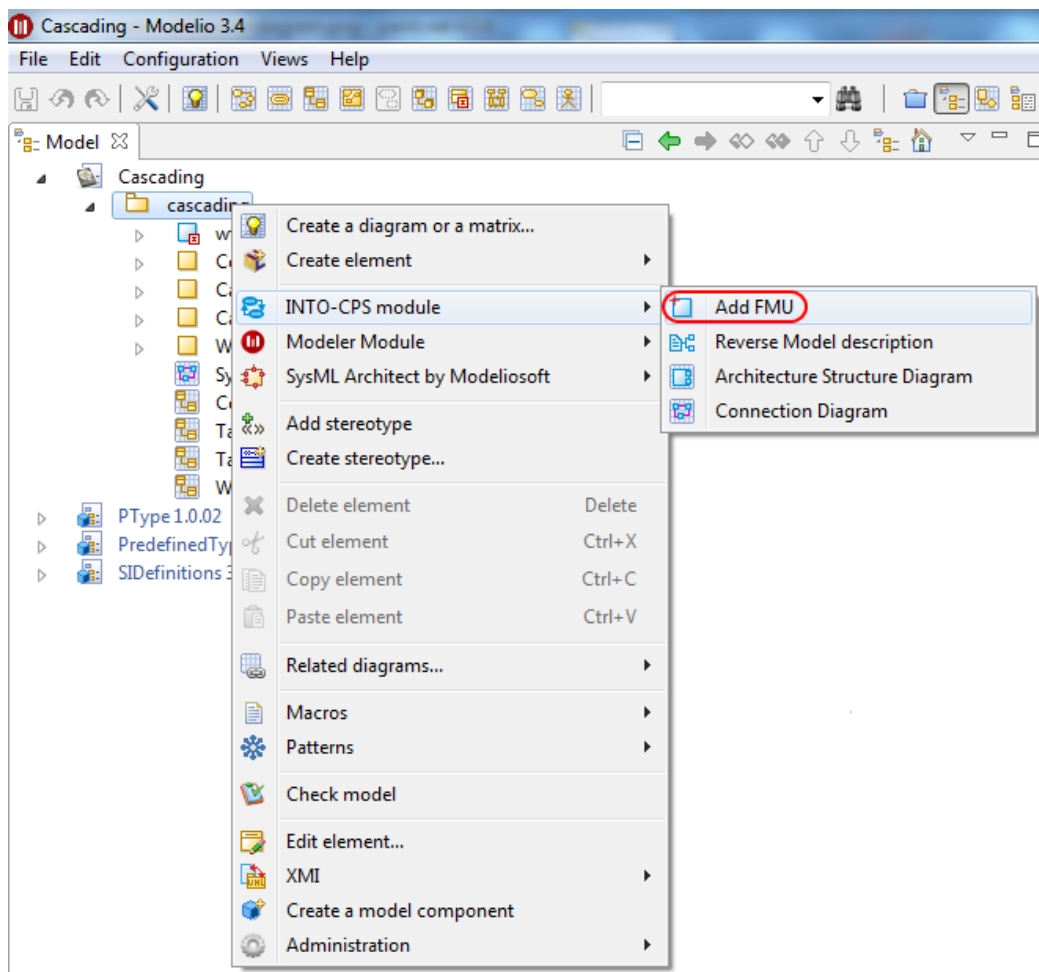 Cascading - Modelio 3.4
File Edit Configuration Views Help
Model
Cascading
cascading
Create a diagram or a matrix...
Create element
INTO-CPS module
Add FMU
Modeler Module
Reverse Model description
SysML Architect by Modeliosoft
Architecture Structure Diagram
Connection Diagram
Add stereotype
Create stereotype...
PType 1.0.02
Delete element Delete
Cut element Ctrl+X
SIDefinitions
Copy element Ctrl+C
Paste element Ctrl+V
Related diagrams...
Macros
Patterns
Check model
Edit element...
XMI
Create a model component
Administration